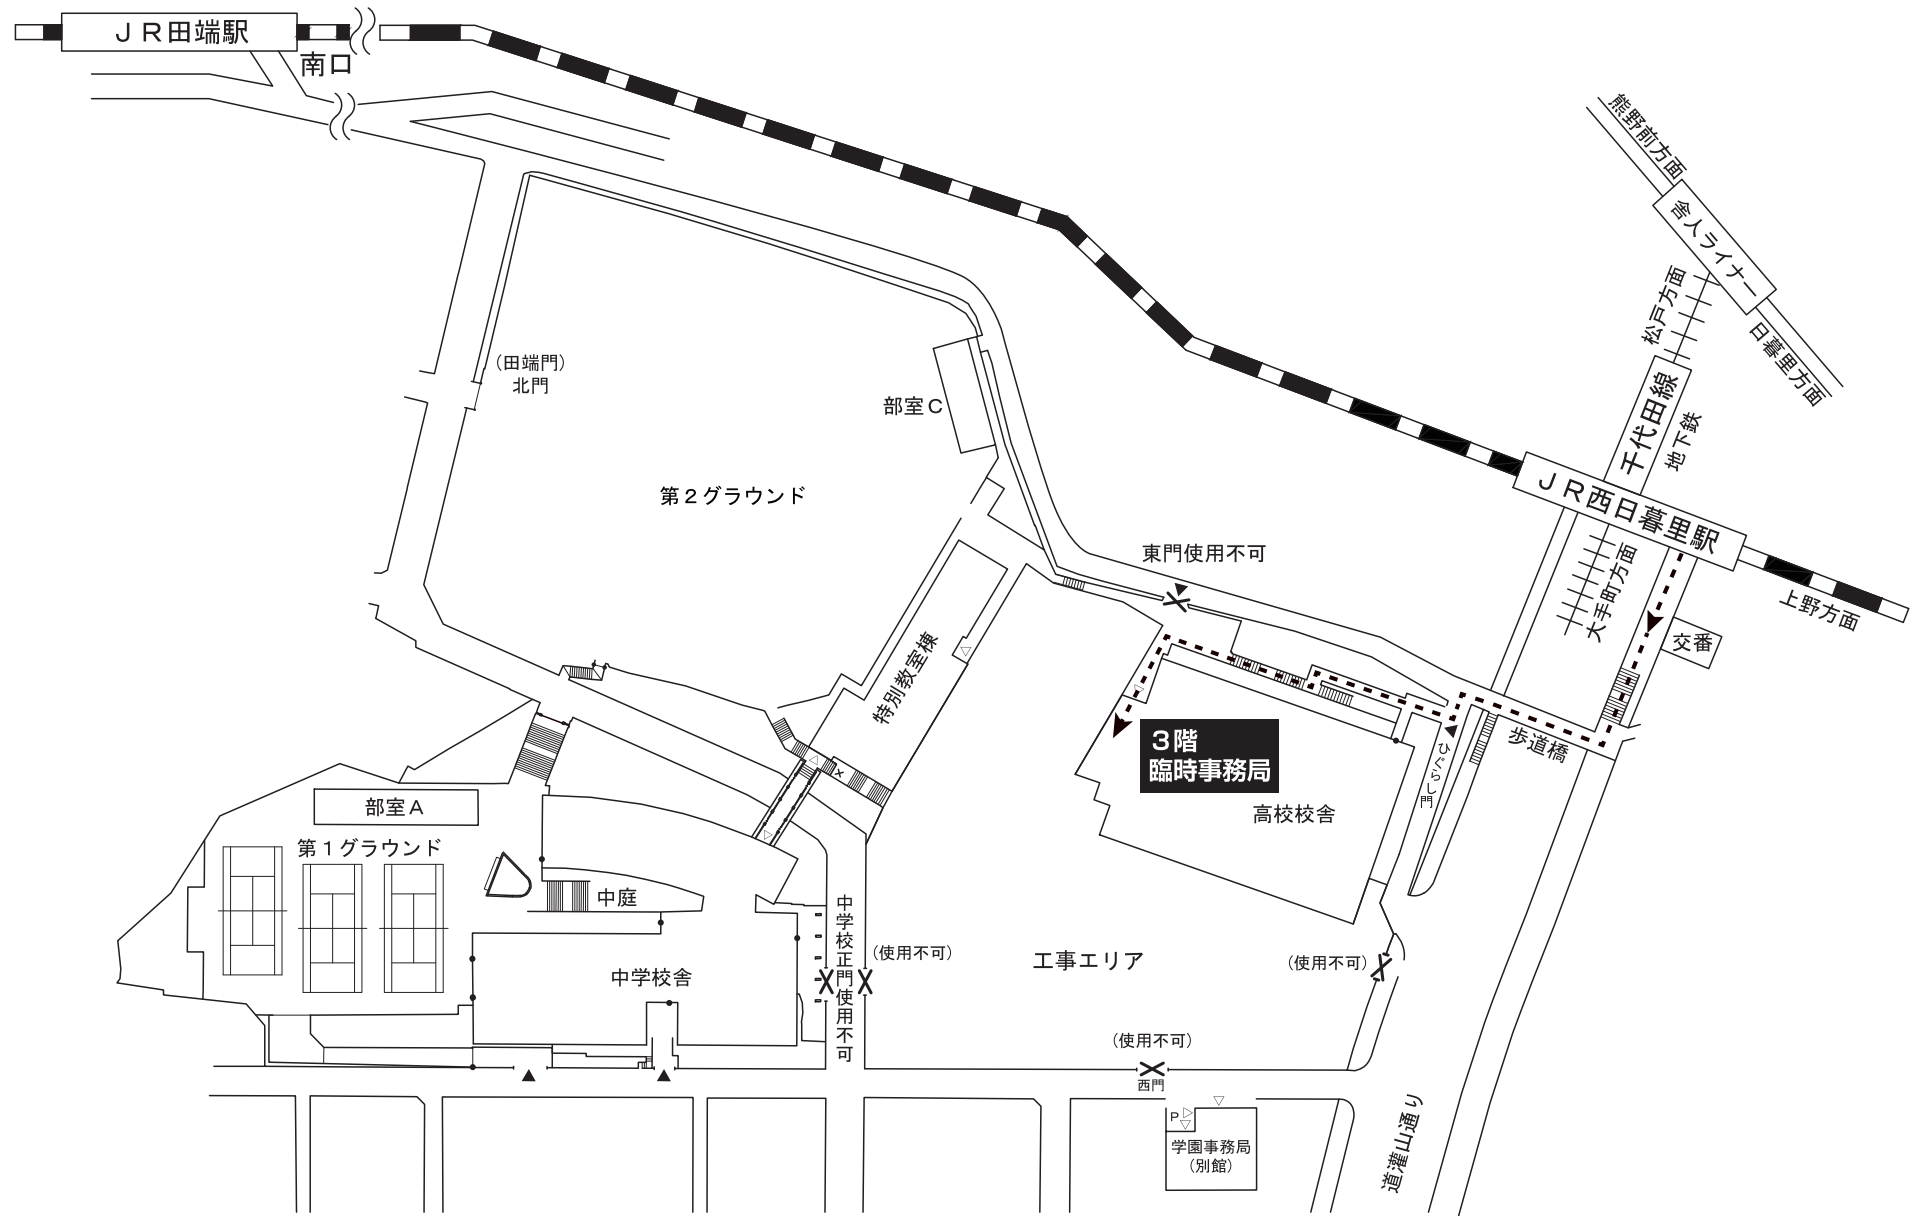 ＪＲ田端駅
南口
熊野前方面
舎人ライナー
日暮里方面
松戸方面
千代田線
地下鉄
ＪＲ西日暮里駅
大手町方面
上野方面
交番
（田端門）
北門
部室Ｃ
第２グラウンド
東門使用不可
特別教室棟
歩道橋
ひぐらし門
３階
臨時事務局
高校校舎
部室Ａ
第１グラウンド
中庭
中学校舎
中学校正門使用不可
（使用不可）
工事エリア
（使用不可）
（使用不可）
西門
P
学園事務局
（別館）
道灌山通り